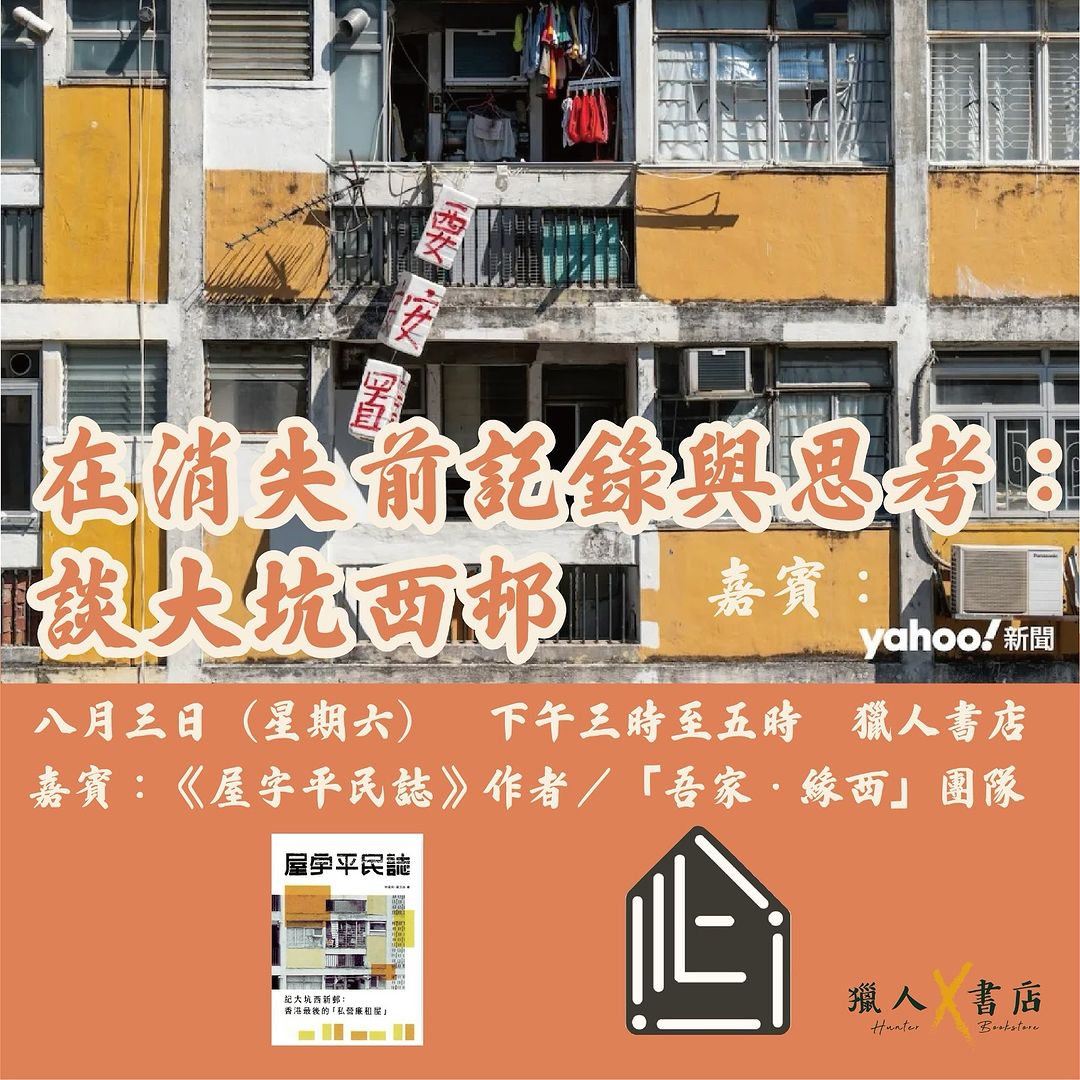 要
安
置
在消失前記錄與思考：
談大坑西邨
嘉賓：
yahoo!新聞
Panasonic
八月三日（星期六） 下午三時至五時 獵人書店
嘉賓：《屋字平民誌》作者／「吾家・緣西」團隊
屋字平民誌
記大坑西新邨：
香港最後的「私營廉租屋」
獵人書店
Hunter Bookstore